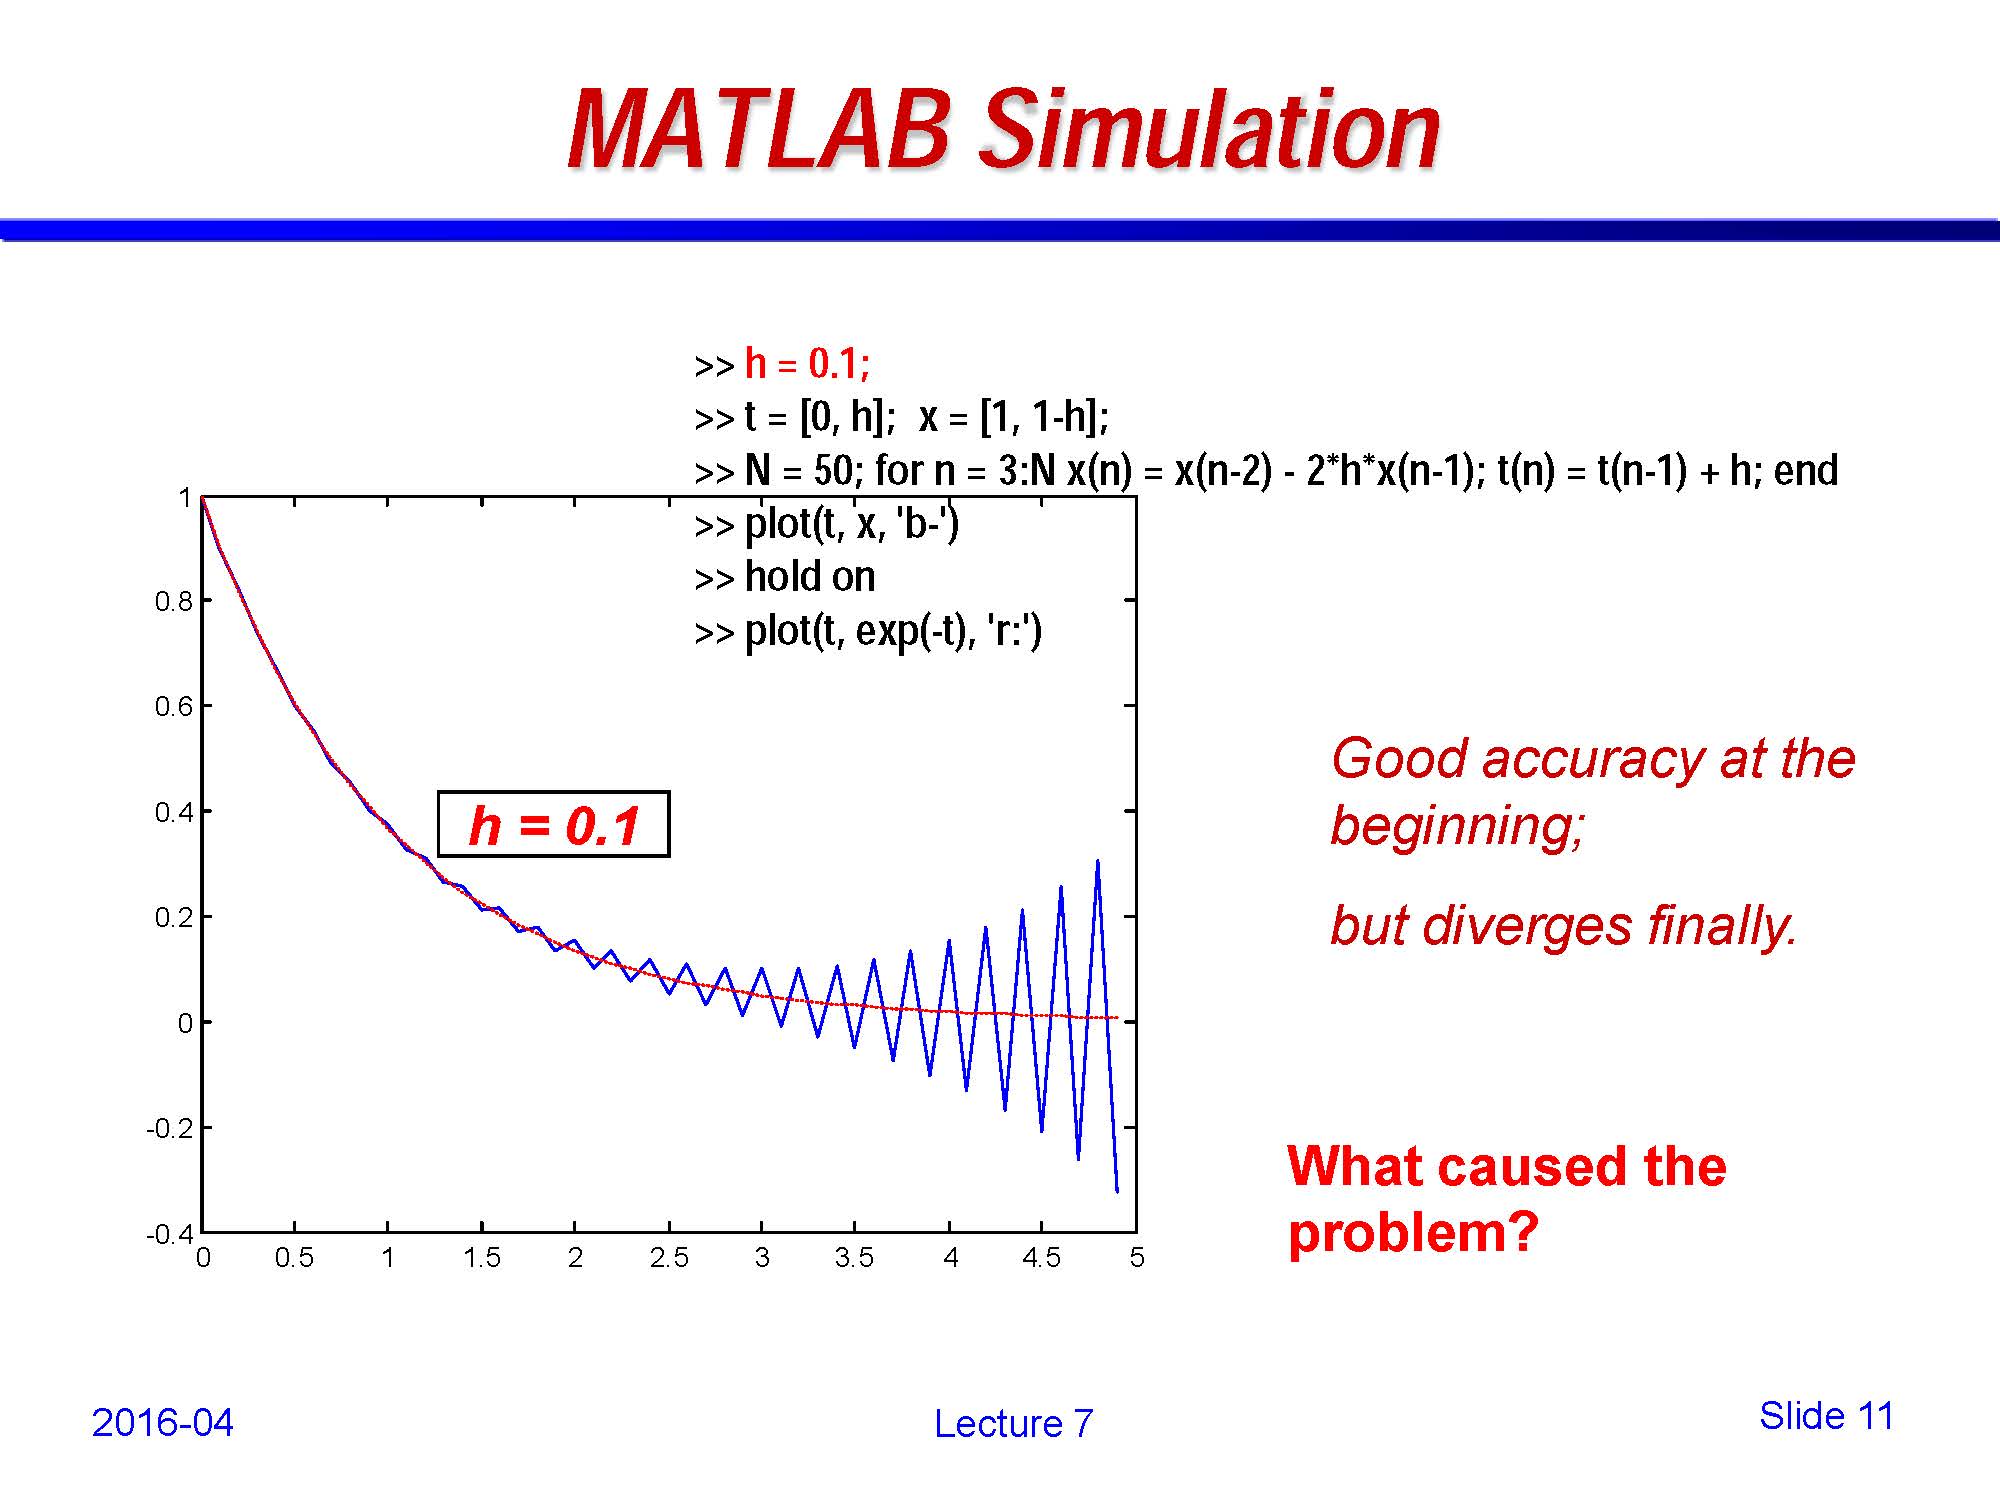 MATLAB Simulation
>> h = 0.1;
>> t = [0, h];  x = [1, 1-h];
>> N = 50; for n = 3:N x(n) = x(n-2) - 2*h*x(n-1); t(n) = t(n-1) + h; end
>> plot(t, x, 'b-')
>> hold on
>> plot(t, exp(-t), 'r:')
1
0.8
0.6
0.4
0.2
0
-0.2
-0.4
0 0.5 1 1.5 2 2.5 3 3.5 4 4.5 5
h = 0.1
Good accuracy at the
beginning;
but diverges finally.
What caused the
problem?
2016-04
Lecture 7
Slide 11